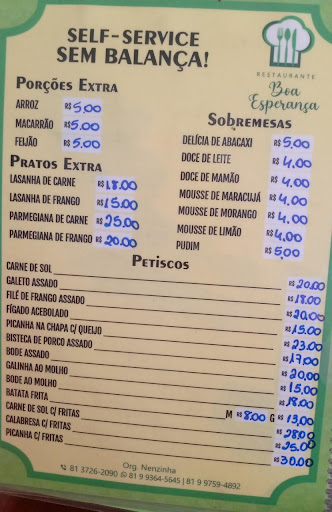 SELF-SERVICE
SEM BALANÇA!
RESTAURANTE
Boa
Esperança
PORÇÕES EXTRA
ARROZ R$ 5,00
MACARRÃO R$ 5,00
FEIJÃO R$ 5,00
PRATOS EXTRA
LASANHA DE CARNE R$ 18,00
LASANHA DE FRANGO R$ 15,00
PARMEGIANA DE CARNE R$ 25,00
PARMEGIANA DE FRANGO R$ 20,00
SOBREMESAS
DELÍCIA DE ABACAXI R$ 5,00
DOCE DE LEITE R$ 4,00
DOCE DE MAMÃO R$ 4,00
MOUSSE DE MARACUJÁ R$ 4,00
MOUSSE DE MORANGO R$ 4,00
MOUSSE DE LIMÃO R$ 4,00
PUDIM R$ 5,00
PETISCOS
CARNE DE SOL R$ 20,00
GALETO ASSADO R$ 18,00
FILÉ DE FRANGO ASSADO R$ 20,00
FÍGADO ACEBOLADO R$ 15,00
PICANHA NA CHAPA C/ QUEIJO R$ 23,00
BISTECA DE PORCO ASSADO R$ 17,00
BODE ASSADO R$ 20,00
GALINHA AO MOLHO R$ 15,00
BODE AO MOLHO R$ 18,00
BATATA FRITA M R$ 8,00 G R$ 13,00
CARNE DE SOL C/ FRITAS R$ 28,00
CALABRESA C/ FRITAS R$ 25,00
PICANHA C/ FRITAS R$ 30,00
Org. Nenzinha
81 3726-2090 81 9 9364-5645 | 81 9 9759-4892